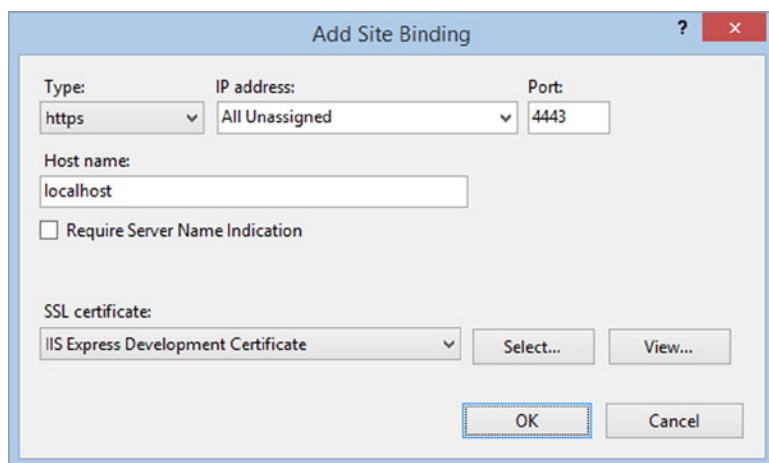 Add Site Binding
?
Type: IP address: Port:
https All Unassigned 4443
Host name:
localhost
Require Server Name Indication
SSL certificate:
IIS Express Development Certificate Select... View...
OK Cancel